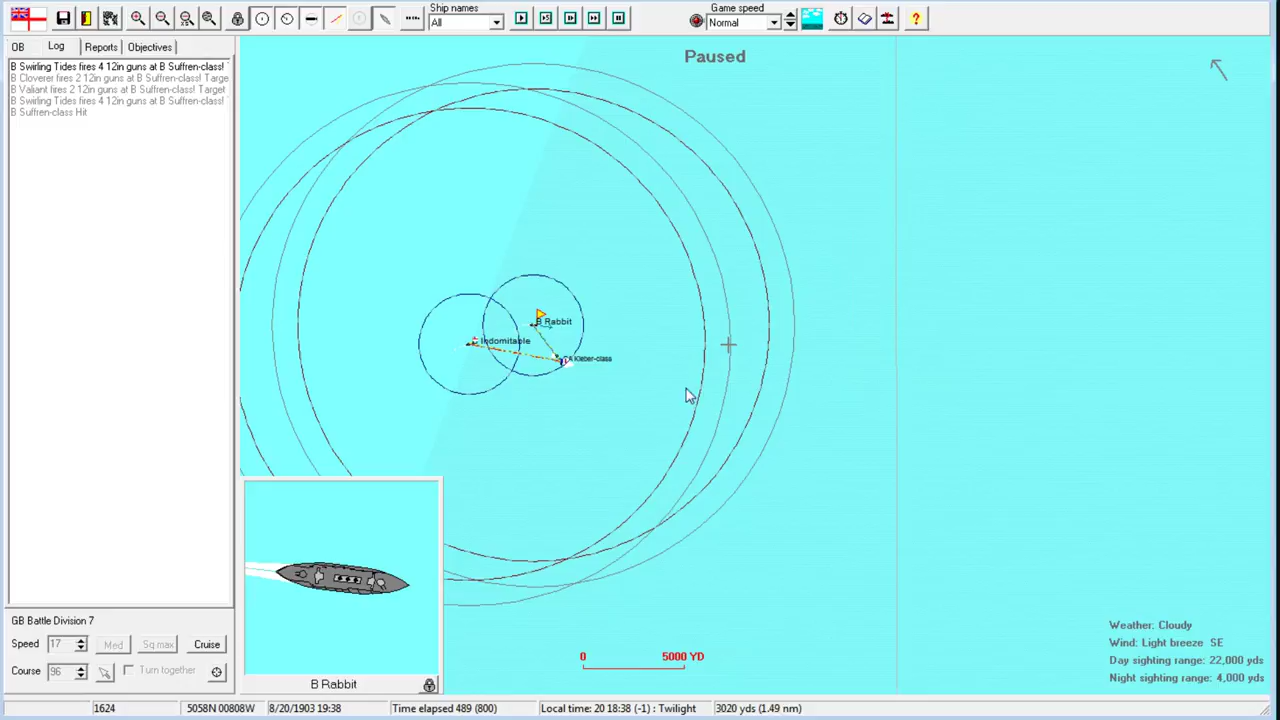 Ship names
All
Game speed
Normal
OB
Log
Reports
Objectives
B Swirling Tides fires 4 12in guns at B Suffren-class!
B Cloverer fires 2 12in guns at B Suffren-class! Target
B Valiant fires 2 12in guns at B Suffren-class! Target
B Swirling Tides fires 4 12in guns at B Suffren-class!
B Suffren-class Hit
Paused
B Rabbit
Indomitable
CA Kleber-class
GB Battle Division 7
Speed
17
Med
Sq max
Cruise
Course
96
Turn together
B Rabbit
0
5000 YD
Weather: Cloudy
Wind: Light breeze SE
Day sighting range: 22,000 yds
Night sighting range: 4,000 yds
1624
5058N 00808W
8/20/1903 19:38
Time elapsed 489 (800)
Local time: 20 18:38 (-1) : Twilight
3020 yds (1.49 nm)